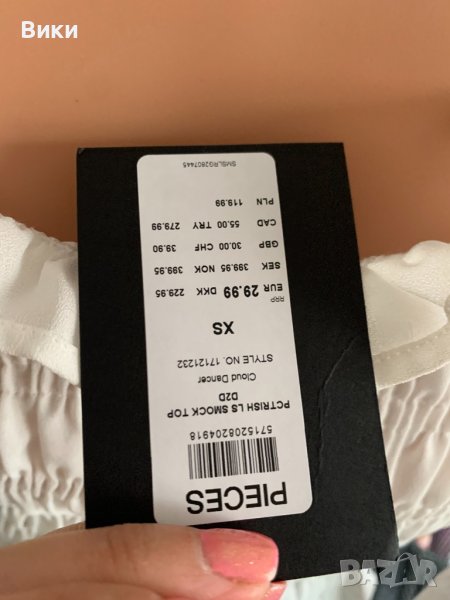 Вики
PIECES
5715208204918
PCTRISH LS SMOCK TOP
D2D
Cloud Dancer
STYLE NO. 17121232
XS
RRP
EUR 29.99 DKK 229.95
SEK 399.95 NOK 399.95
GBP 30.00 CHF 39.90
CAD 55.00 TRY 279.99
PLN 119.99
SMSLRG2807445
BAZAR